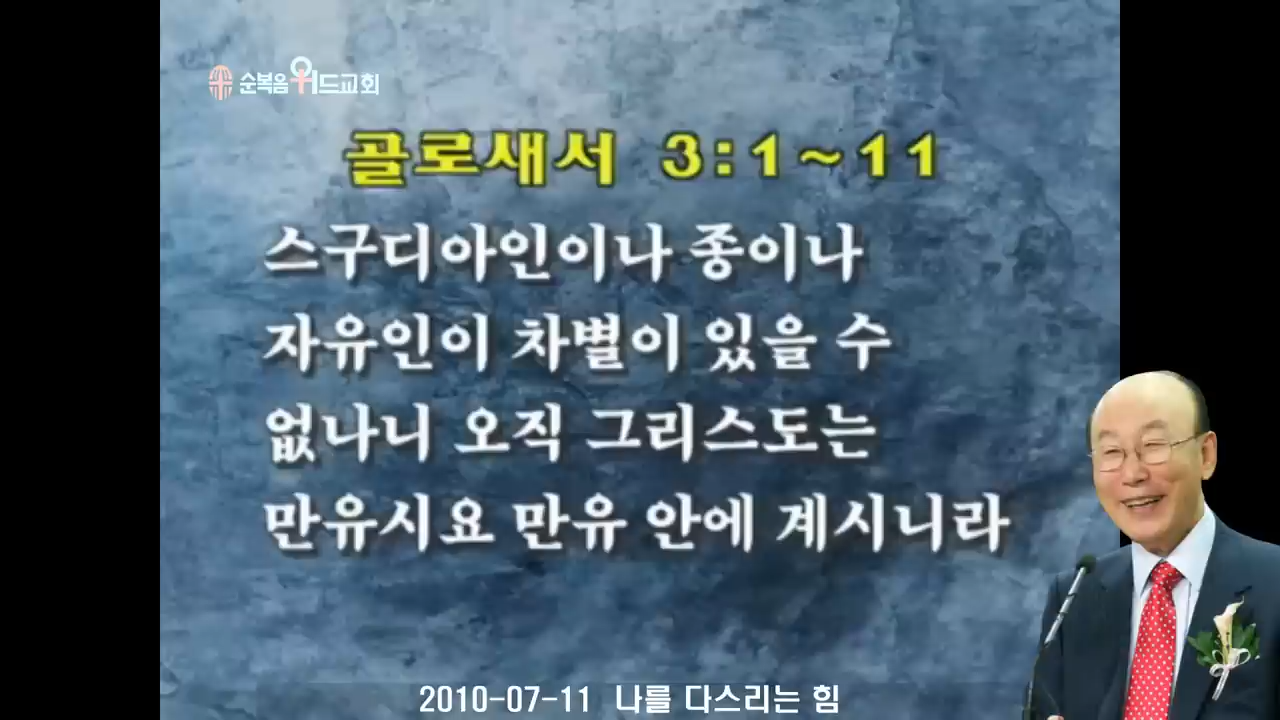 순복음워드교회
골로새서 3:1~11
스구디아인이나 종이나
자유인이 차별이 있을 수
없나니 오직 그리스도는
만유시요 만유 안에 계시니라
2010-07-11 나를 다스리는 힘